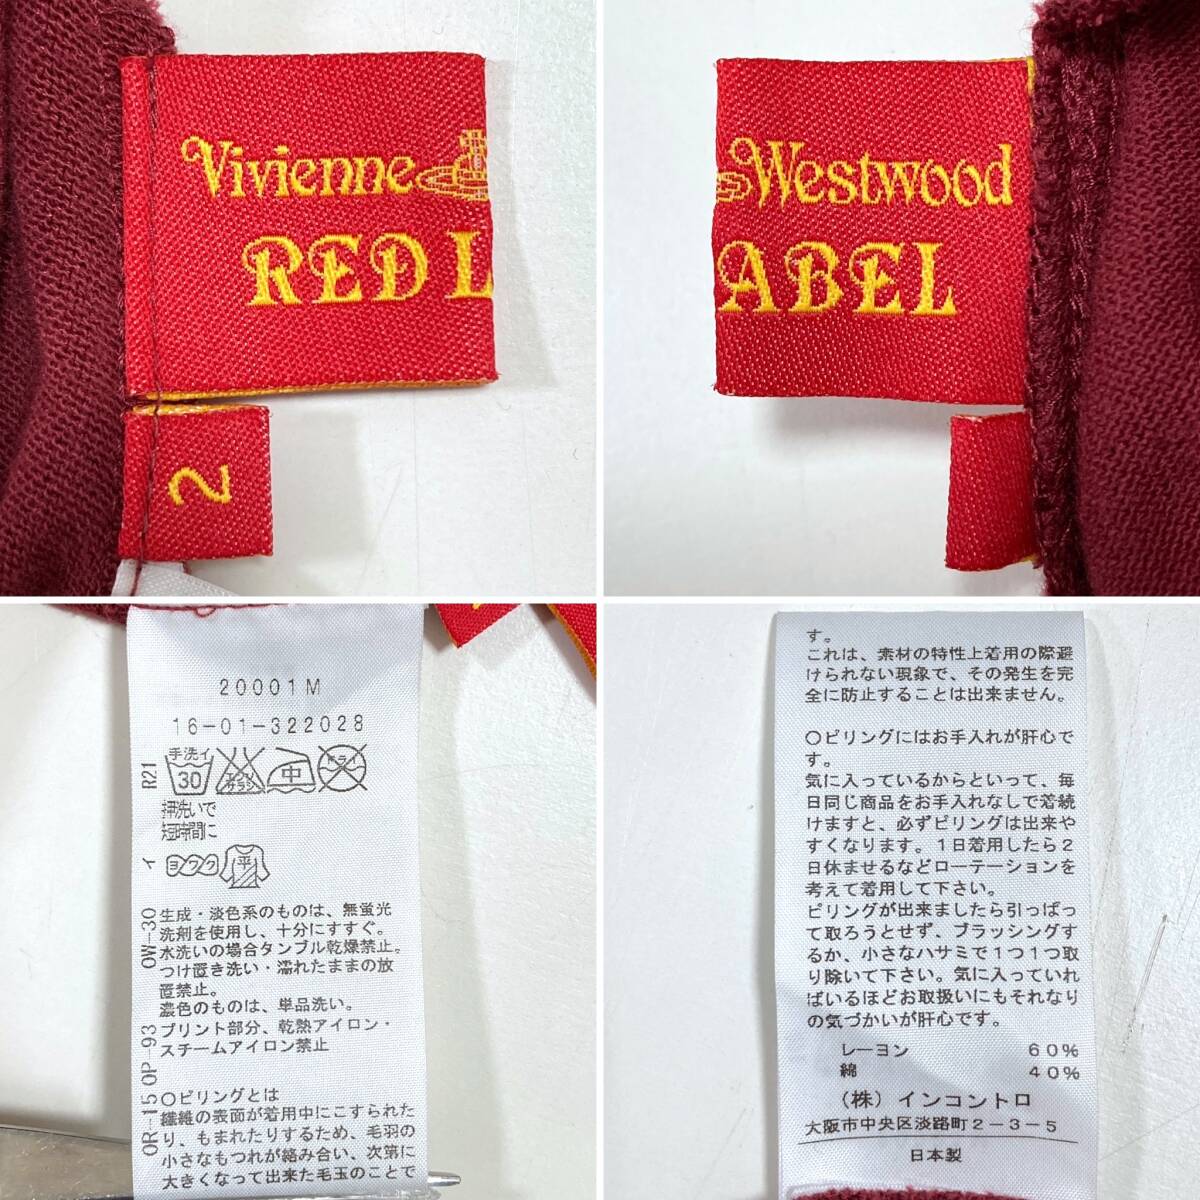 Vivienne
RED L
2
Westwood
ABEL
20001M
16-01-322028
手洗イ
30
エンソ
サラシ
中
ドライ
R21
押洗いで
短時間に
イ
ヨワク
平
0W-30
生成・淡色系のものは、無蛍光
洗剤を使用し、十分にすすぐ。
水洗いの場合タンブル乾燥禁止。
つけ置き洗い・濡れたままの放
置禁止。
濃色のものは、単品洗い。
プリント部分、乾熱アイロン・
スチームアイロン禁止
0R-15 0P-93
〇ピリングとは
繊維の表面が着用中にこすられた
り、もまれたりするため、毛羽の
小さなもつれが絡み合い、次第に
大きくなって出来た毛玉のことで
す。
これは、素材の特性上着用の際避
けられない現象で、その発生を完
全に防止することは出来ません。
〇ピリングにはお手入れが肝心で
す。
気に入っているからといって、毎
日同じ商品をお手入れなしで着続
けますと、必ずピリングは出来や
すくなります。1日着用したら2
日休ませるなどローテーションを
考えて着用して下さい。
ピリングが出来ましたら引っぱっ
て取ろうとせず、ブラッシングす
るか、小さなハサミで1つ1つ取
り除いて下さい。気に入っていれ
ばいるほどお取扱いにもそれなり
の気づかいが肝心です。
レーヨン 60%
綿 40%
(株)インコントロ
大阪市中央区淡路町2-3-5
日本製